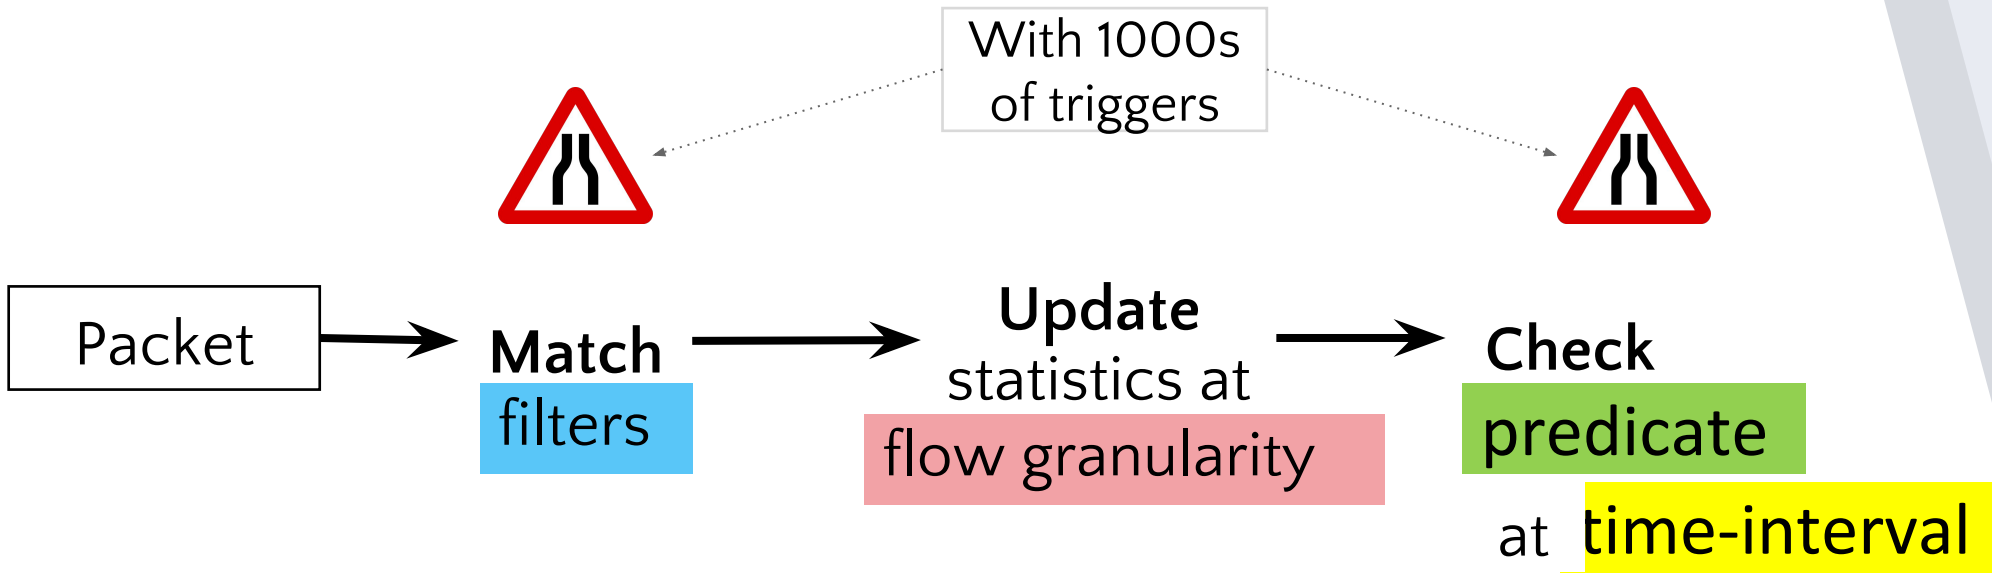 With 1000s
of triggers
Packet
Match
filters
Update
statistics at
flow granularity
Check
predicate
at time-interval